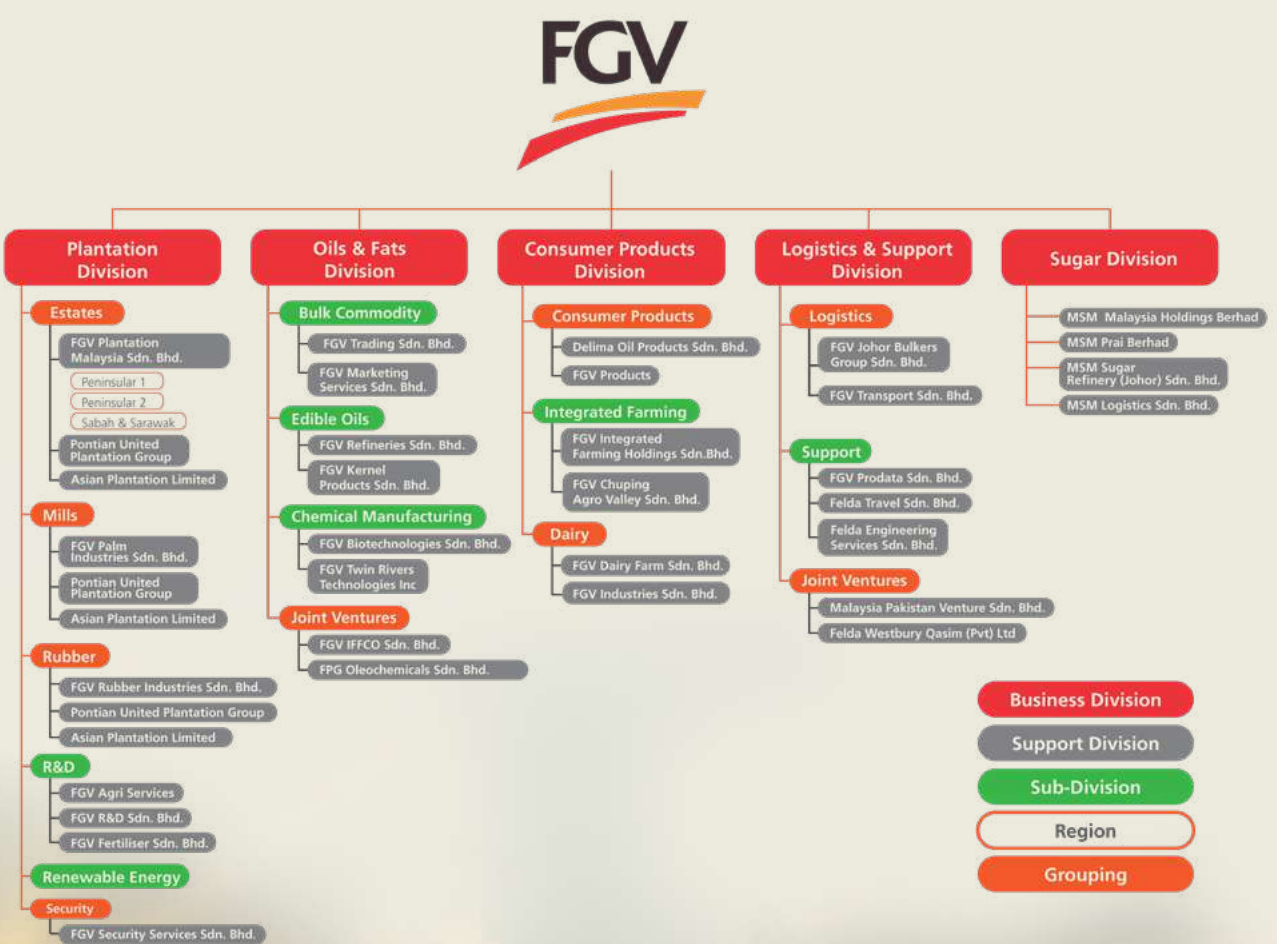 FGV
Plantation
Division
Estates
FGV Plantation
Malaysia Sdn. Bhd.
Peninsular 1
Peninsular 2
Sabah & Sarawak
Pontian United
Plantation Group
Asian Plantation Limited
Mills
FGV Palm
Industries Sdn. Bhd.
Pontian United
Plantation Group
Asian Plantation Limited
Rubber
FGV Rubber Industries Sdn. Bhd.
Pontian United Plantation Group
Asian Plantation Limited
R&D
FGV Agri Services
FGV R&D Sdn. Bhd.
FGV Fertiliser Sdn. Bhd.
Renewable Energy
Security
FGV Security Services Sdn. Bhd.
Oils & Fats
Division
Bulk Commodity
FGV Trading Sdn. Bhd.
FGV Marketing
Services Sdn. Bhd.
Edible Oils
FGV Refineries Sdn. Bhd.
FGV Kernel
Products Sdn. Bhd.
Chemical Manufacturing
FGV Biotechnologies Sdn. Bhd.
FGV Twin Rivers
Technologies Inc
Joint Ventures
FGV IFFCO Sdn. Bhd.
FPG Oleochemicals Sdn. Bhd.
Consumer Products
Division
Consumer Products
Delima Oil Products Sdn. Bhd.
FGV Products
Integrated Farming
FGV Integrated
Farming Holdings Sdn.Bhd.
FGV Chuping
Agro Valley Sdn. Bhd.
Dairy
FGV Dairy Farm Sdn. Bhd.
FGV Industries Sdn. Bhd.
Logistics & Support
Division
Logistics
FGV Johor Bulkers
Group Sdn. Bhd.
FGV Transport Sdn. Bhd.
Support
FGV Prodata Sdn. Bhd.
Felda Travel Sdn. Bhd.
Felda Engineering
Services Sdn. Bhd.
Joint Ventures
Malaysia Pakistan Venture Sdn. Bhd.
Felda Westbury Qasim (Pvt) Ltd
Sugar Division
MSM Malaysia Holdings Berhad
MSM Prai Berhad
MSM Sugar
Refinery (Johor) Sdn. Bhd.
MSM Logistics Sdn. Bhd.
Business Division
Support Division
Sub-Division
Region
Grouping